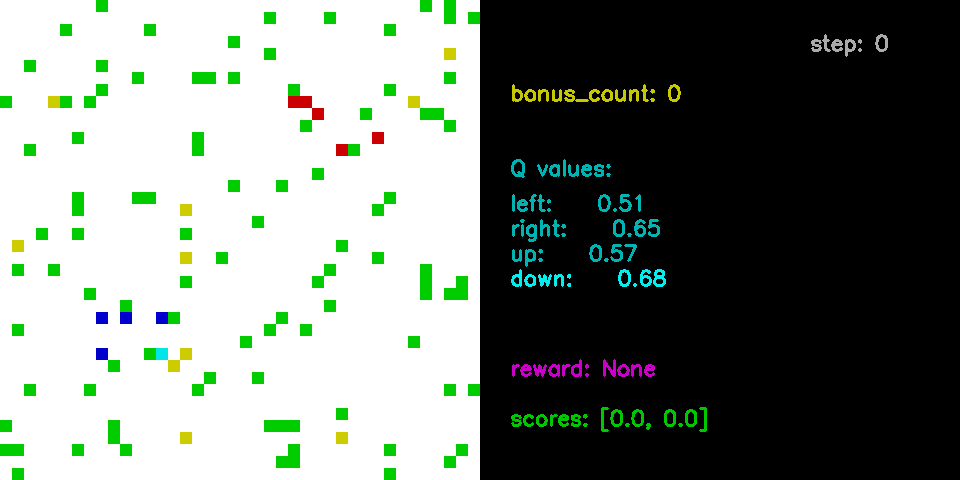 step: 0
bonus_count: 0
Q values:
left: 0.51
right: 0.65
up: 0.57
down: 0.68
reward: None
scores: [0.0, 0.0]